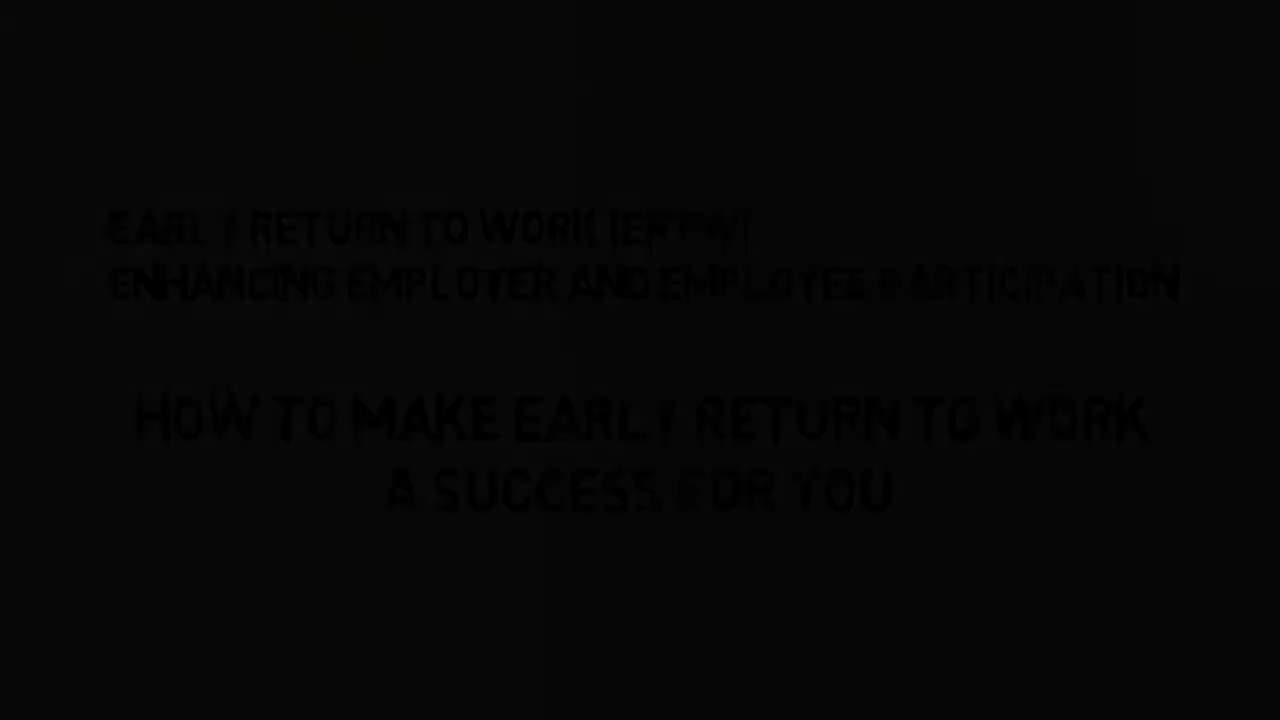 EARLY RETURN TO WORK (ERTW)
ENHANCING EMPLOYER AND EMPLOYEE PARTICIPATION
HOW TO MAKE EARLY RETURN TO WORK
A SUCCESS FOR YOU